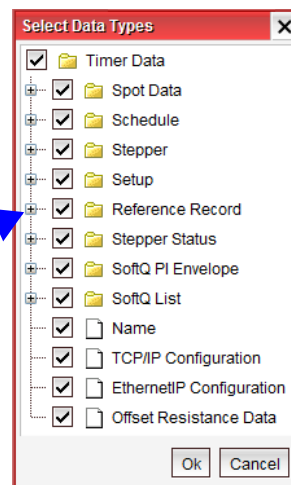 Select Data Types
Timer Data
Spot Data
Schedule
Stepper
Setup
Reference Record
Stepper Status
SoftQ PI Envelope
SoftQ List
Name
TCP/IP Configuration
EthernetIP Configuration
Offset Resistance Data
Ok Cancel